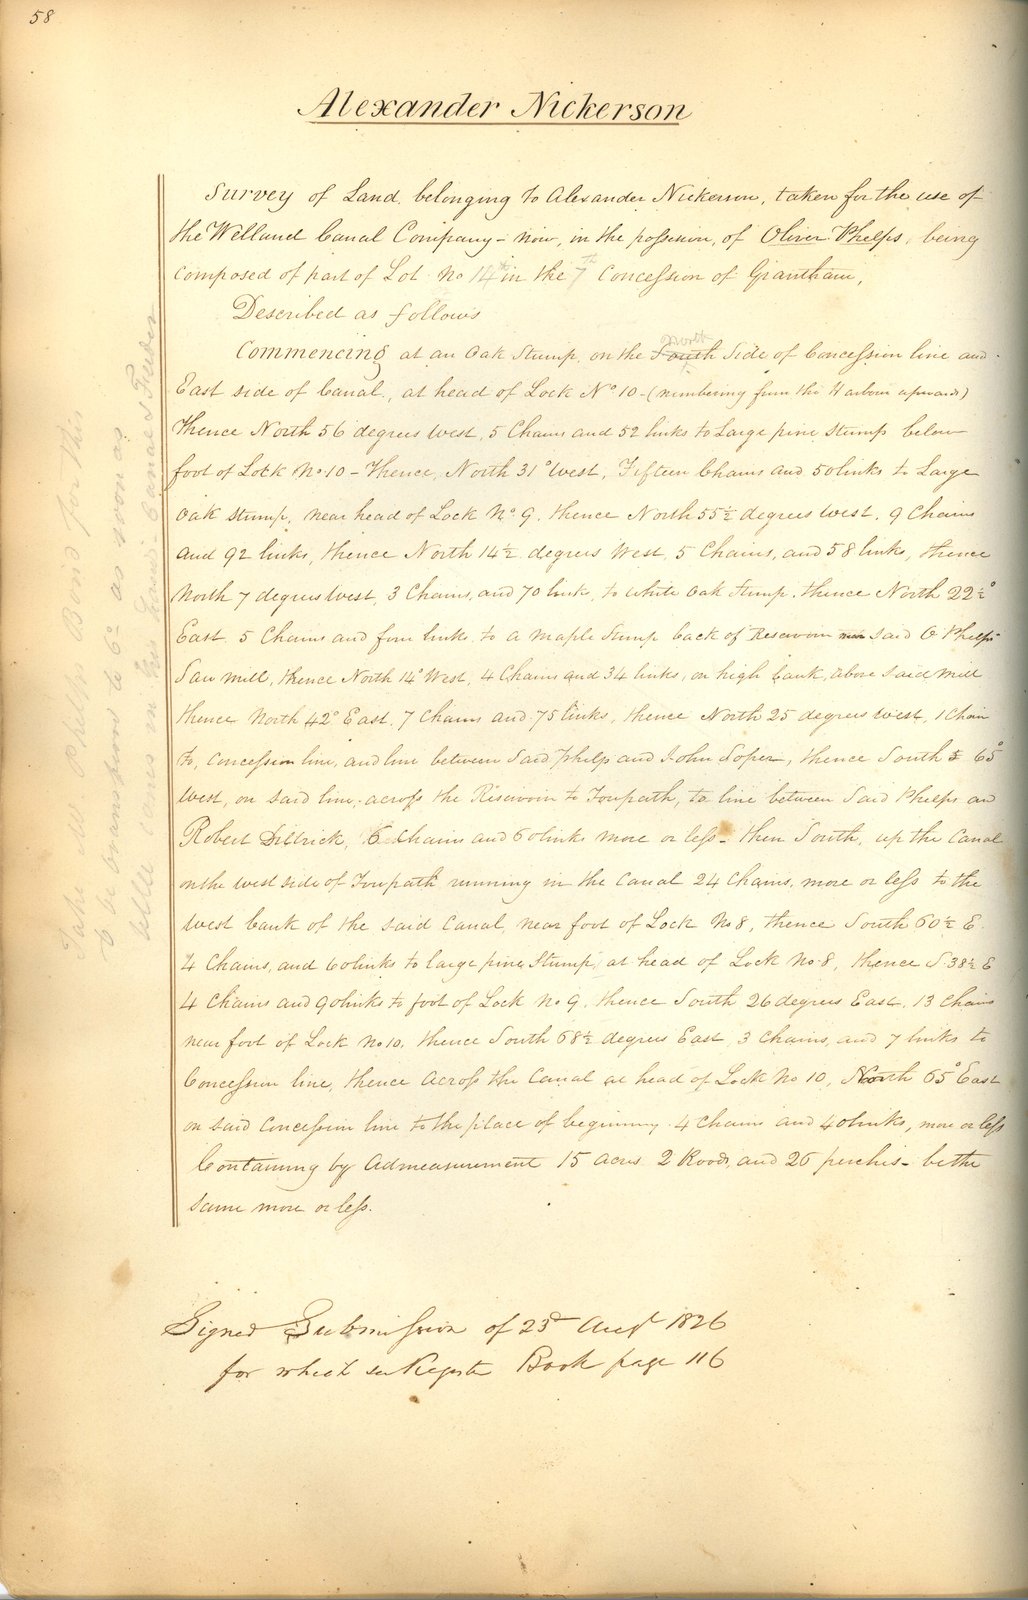 58
Alexander Nickerson
Survey of Land belonging to Alexander Nickerson, taken for the use of
the Welland Canal Company - now, in the possession, of Oliver Phelps, being
composed of part of Lot No 14th in the 7th Concession of Grantham,
Described as follows
north
Commencing at an Oak Stump, on the South Side of Concession line and
East side of Canal, at head of Lock No 10 - (numbering from the Harbour upwards)
thence North 56 degrees West, 5 Chains and 52 links to Large pine stump below
foot of Lock No 10 - thence, North 31° West, Fifteen Chains and 50 links to Large
Oak Stump, near head of Lock No. 9, thence North 55½ degrees West, 9 Chains
and 92 links, thence North 14½ degrees West, 5 Chains, and 58 links, thence
North 7 degrees West, 3 Chains, and 70 links, to White Oak Stump, thence North 22½°
East 5 Chains and four links to a Maple Stump back of Reservoir said O Phelps
Saw mill, thence North 14° West, 4 Chains and 34 links, on high bank, above said Mill
thence North 42° East, 7 Chains and 75 links, thence North 25 degrees West, 1 Chain
to, concession line, and line between said Phelps and John Soper, thence South 65°
West, on said line, across the Reservoir to Towpath, to line between Said Phelps and
Robert Dittrick, 6 Chains and 60 links more or less - then South, up the Canal
on the west side of Towpath running in the Canal 24 Chains, more or less to the
West bank of the said Canal, near foot of Lock No 8, thence South 60½ E.
4 Chains, and 60 links to large pine Stump, at head of Lock No. 8, thence S 38½ E
4 Chains and 90 links to foot of Lock No 9, thence South 26 degrees East, 13 Chains
near foot of Lock No 10, thence South 68½ degrees East, 3 Chains, and 7 links to
Concession line, thence across the Canal at head of Lock No 10, North 65° East
on said Concession line to the place of beginning 4 Chains and 40 links, more or less
Containing by Admeasurement 15 acres 2 Roods, and 26 perches - be the
same more or less.
Signed Submission of 23d Augt 1826
for which see Register Book page 116
Take O. Phelps Bond for this
to be transferred to Co as soon as
in Canal & Feeder